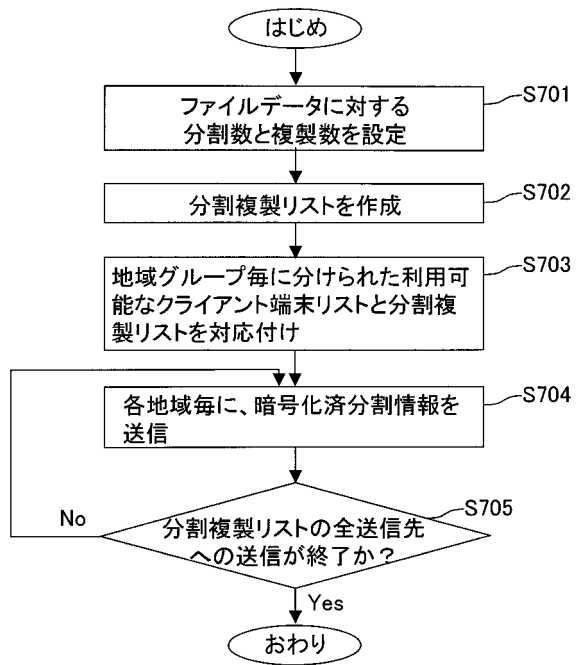 はじめ
ファイルデータに対する
分割数と複製数を設定
S701
分割複製リストを作成
S702
地域グループ毎に分けられた利用可
能なクライアント端末リストと分割複
製リストを対応付け
S703
各地域毎に、暗号化済分割情報を
送信
S704
分割複製リストの全送信先
への送信が終了か？
S705
No
Yes
おわり